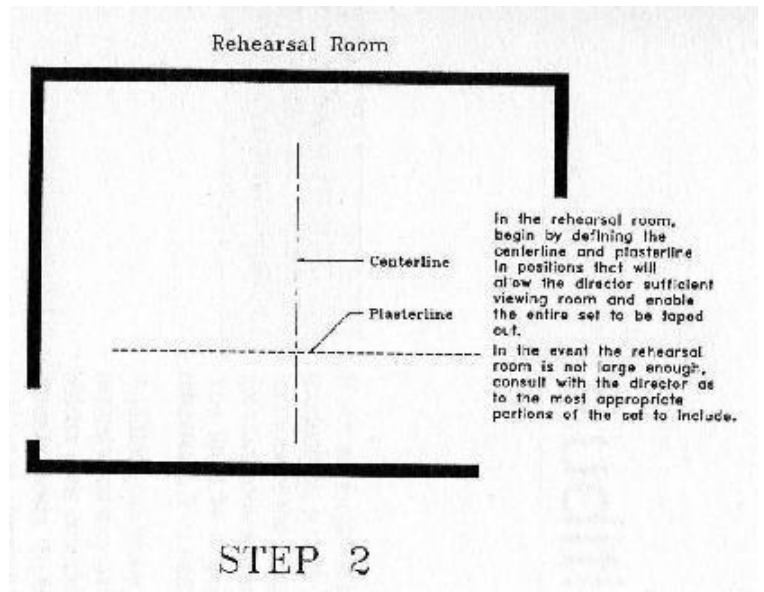 Rehearsal Room
Centerline
Plasterline
In the rehearsal room,
begin by defining the
centerline and plasterline
in positions that will
allow the director sufficient
viewing room and enable
the entire set to be taped
out.
In the event the rehearsal
room is not large enough,
consult with the director as
to the most appropriate
portions of the set to include.
STEP 2